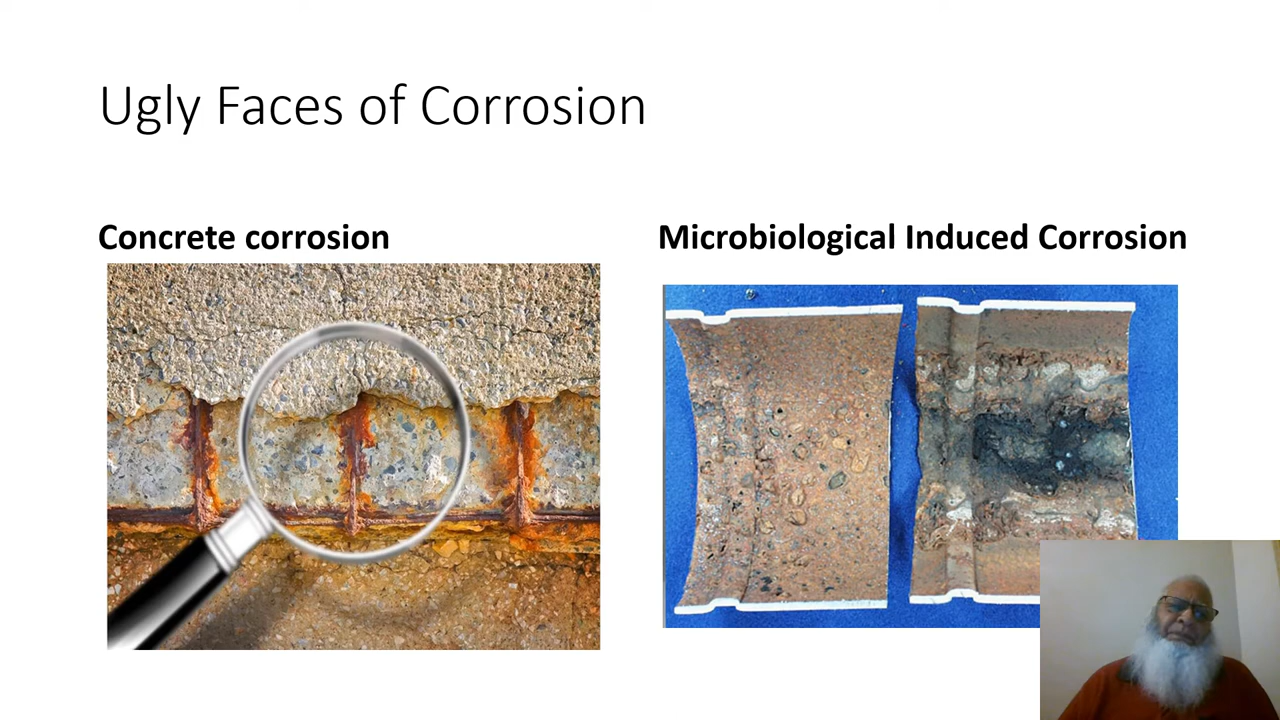 Ugly Faces of Corrosion
Concrete corrosion
Microbiological Induced Corrosion